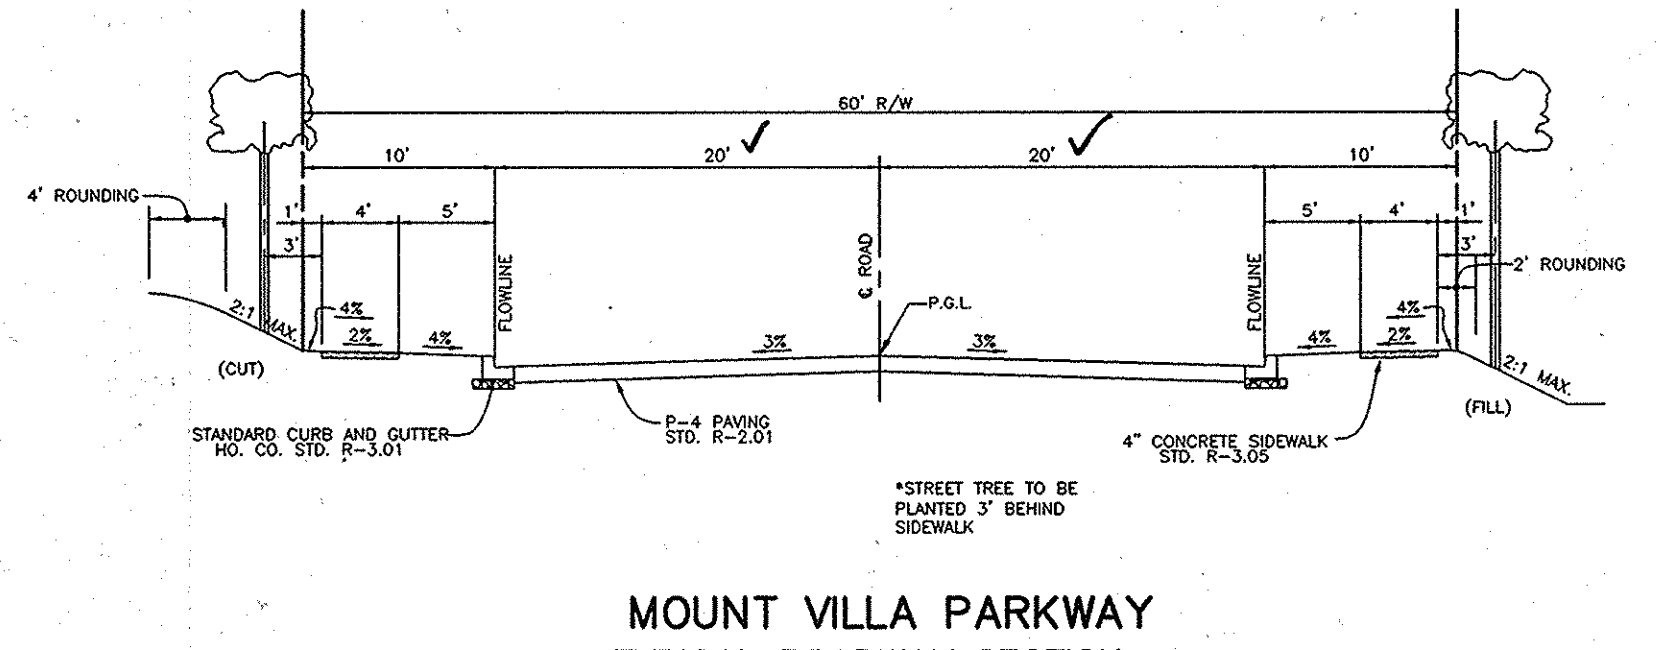 60' R/W
10'
20'
20'
10'
4' ROUNDING
1'
4'
5'
5'
4'
1'
3'
3'
2' ROUNDING
FLOWLINE
℄ ROAD
FLOWLINE
P.G.L.
2:1 MAX.
4%
2%
4%
3%
3%
4%
4%
2%
2:1 MAX.
(CUT)
(FILL)
STANDARD CURB AND GUTTER
HO. CO. STD. R-3.01
P-4 PAVING
STD. R-2.01
4" CONCRETE SIDEWALK
STD. R-3.05
*STREET TREE TO BE
PLANTED 3' BEHIND
SIDEWALK
MOUNT VILLA PARKWAY